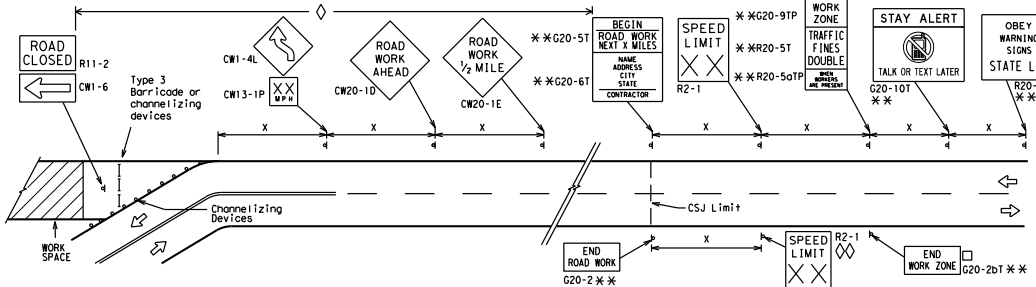 ◇
ROAD
CLOSED
R11-2
CW1-6
Type 3
Barricade or
channelizing
devices
CW1-4L
CW13-1P
XX
MPH
ROAD
WORK
AHEAD
CW20-1D
ROAD
WORK
1/2 MILE
CW20-1E
**G20-5T
**G20-6T
BEGIN
ROAD WORK
NEXT X MILES
NAME
ADDRESS
CITY
STATE
CONTRACTOR
SPEED
LIMIT
XX
R2-1
**G20-9TP
**R20-5T
**R20-5aTP
WORK
ZONE
TRAFFIC
FINES
DOUBLE
WHEN
WORKERS
ARE PRESENT
STAY ALERT
TALK OR TEXT LATER
G20-10T
**
OBEY
WARNING
SIGNS
STATE L
R20-
**
X X X X X X X
WORK
SPACE
Channelizing
Devices
CSJ Limit
X
END
ROAD WORK
G20-2**
SPEED
LIMIT
XX
R2-1
◇◇
END
WORK ZONE
□
G20-2bT **